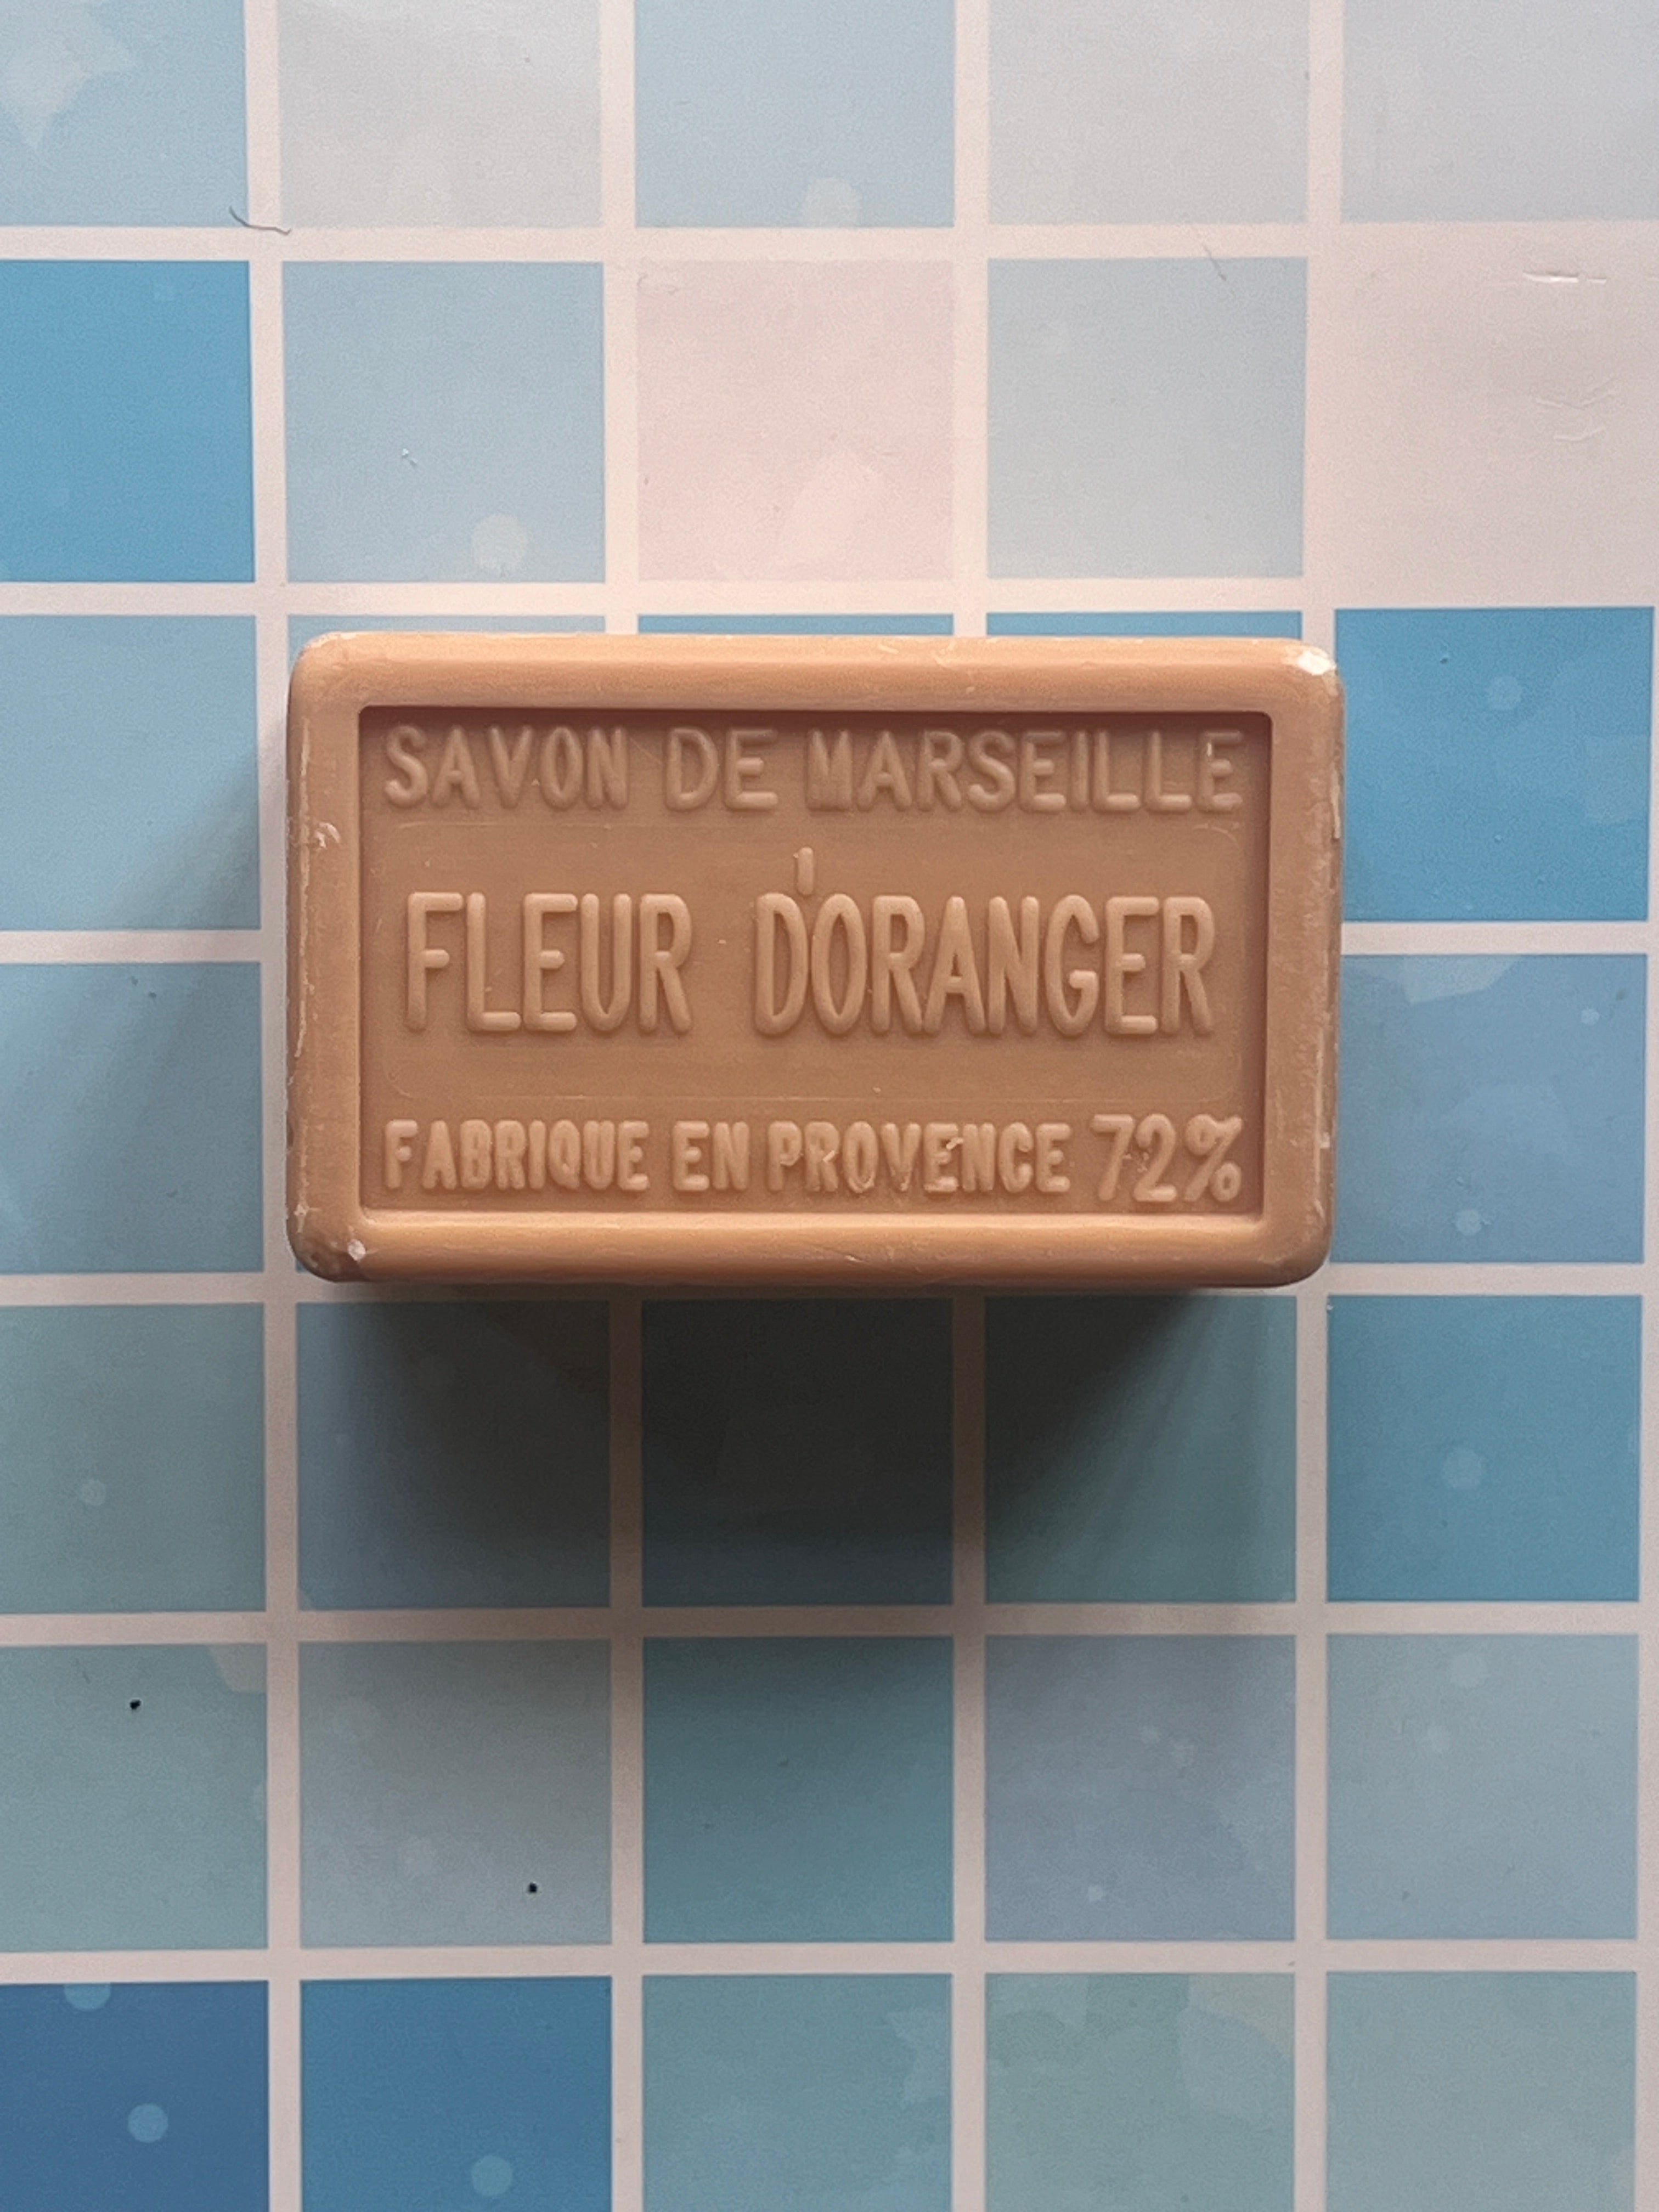 SAVON DE MARSEILLE
FLEUR D'ORANGER
FABRIQUE EN PROVENCE 72%